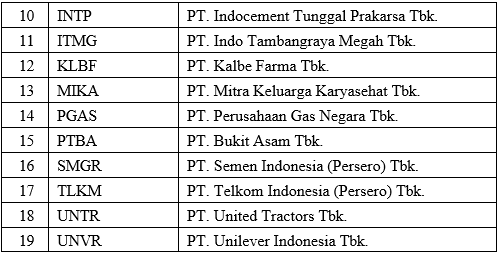 10 INTP PT. Indocement Tunggal Prakarsa Tbk.
11 ITMG PT. Indo Tambangraya Megah Tbk.
12 KLBF PT. Kalbe Farma Tbk.
13 MIKA PT. Mitra Keluarga Karyasehat Tbk.
14 PGAS PT. Perusahaan Gas Negara Tbk.
15 PTBA PT. Bukit Asam Tbk.
16 SMGR PT. Semen Indonesia (Persero) Tbk.
17 TLKM PT. Telkom Indonesia (Persero) Tbk.
18 UNTR PT. United Tractors Tbk.
19 UNVR PT. Unilever Indonesia Tbk.